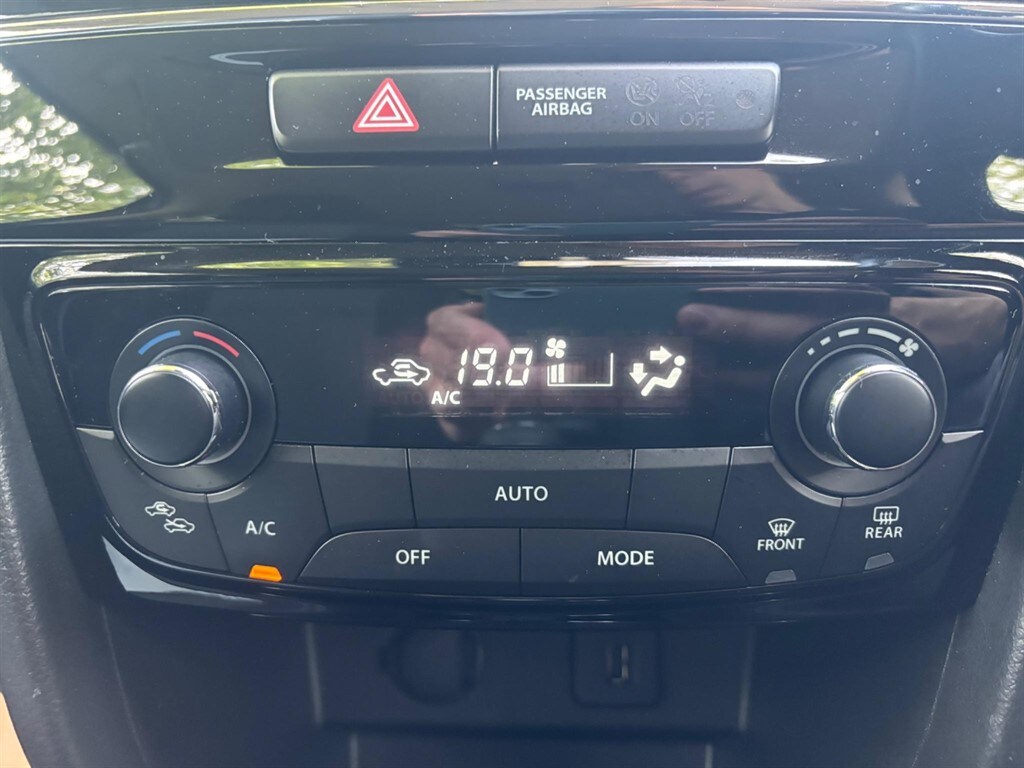 PASSENGER
AIRBAG
ON OFF
19.0
A/C
AUTO
A/C
OFF
MODE
FRONT
REAR